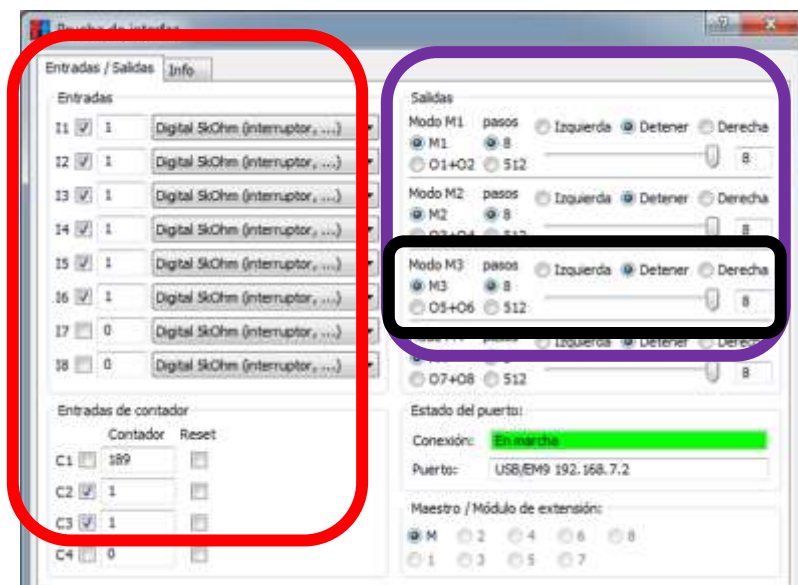 Entradas / Salidas Info
Entradas
I1 1 Digital 5kOhm (interruptor, ...)
I2 1 Digital 5kOhm (interruptor, ...)
I3 1 Digital 5kOhm (interruptor, ...)
I4 1 Digital 5kOhm (interruptor, ...)
I5 1 Digital 5kOhm (interruptor, ...)
I6 1 Digital 5kOhm (interruptor, ...)
I7 0 Digital 5kOhm (interruptor, ...)
I8 0 Digital 5kOhm (interruptor, ...)
Entradas de contador
Contador Reset
C1 189
C2 1
C3 1
C4 0
Salidas
Modo M1 pasos Izquierda Detener Derecha
M1 8
O1+O2 512 8
Modo M2 pasos Izquierda Detener Derecha
M2 8
512 8
Modo M3 pasos Izquierda Detener Derecha
M3 8
O5+O6 512 8
Izquierda Detener Derecha
O7+O8 512 8
Estado del puerto:
Conexión: En marcha
Puerto: USB/EM9 192.168.7.2
Maestro / Módulo de extensión:
M 2 4 6 8
1 3 5 7